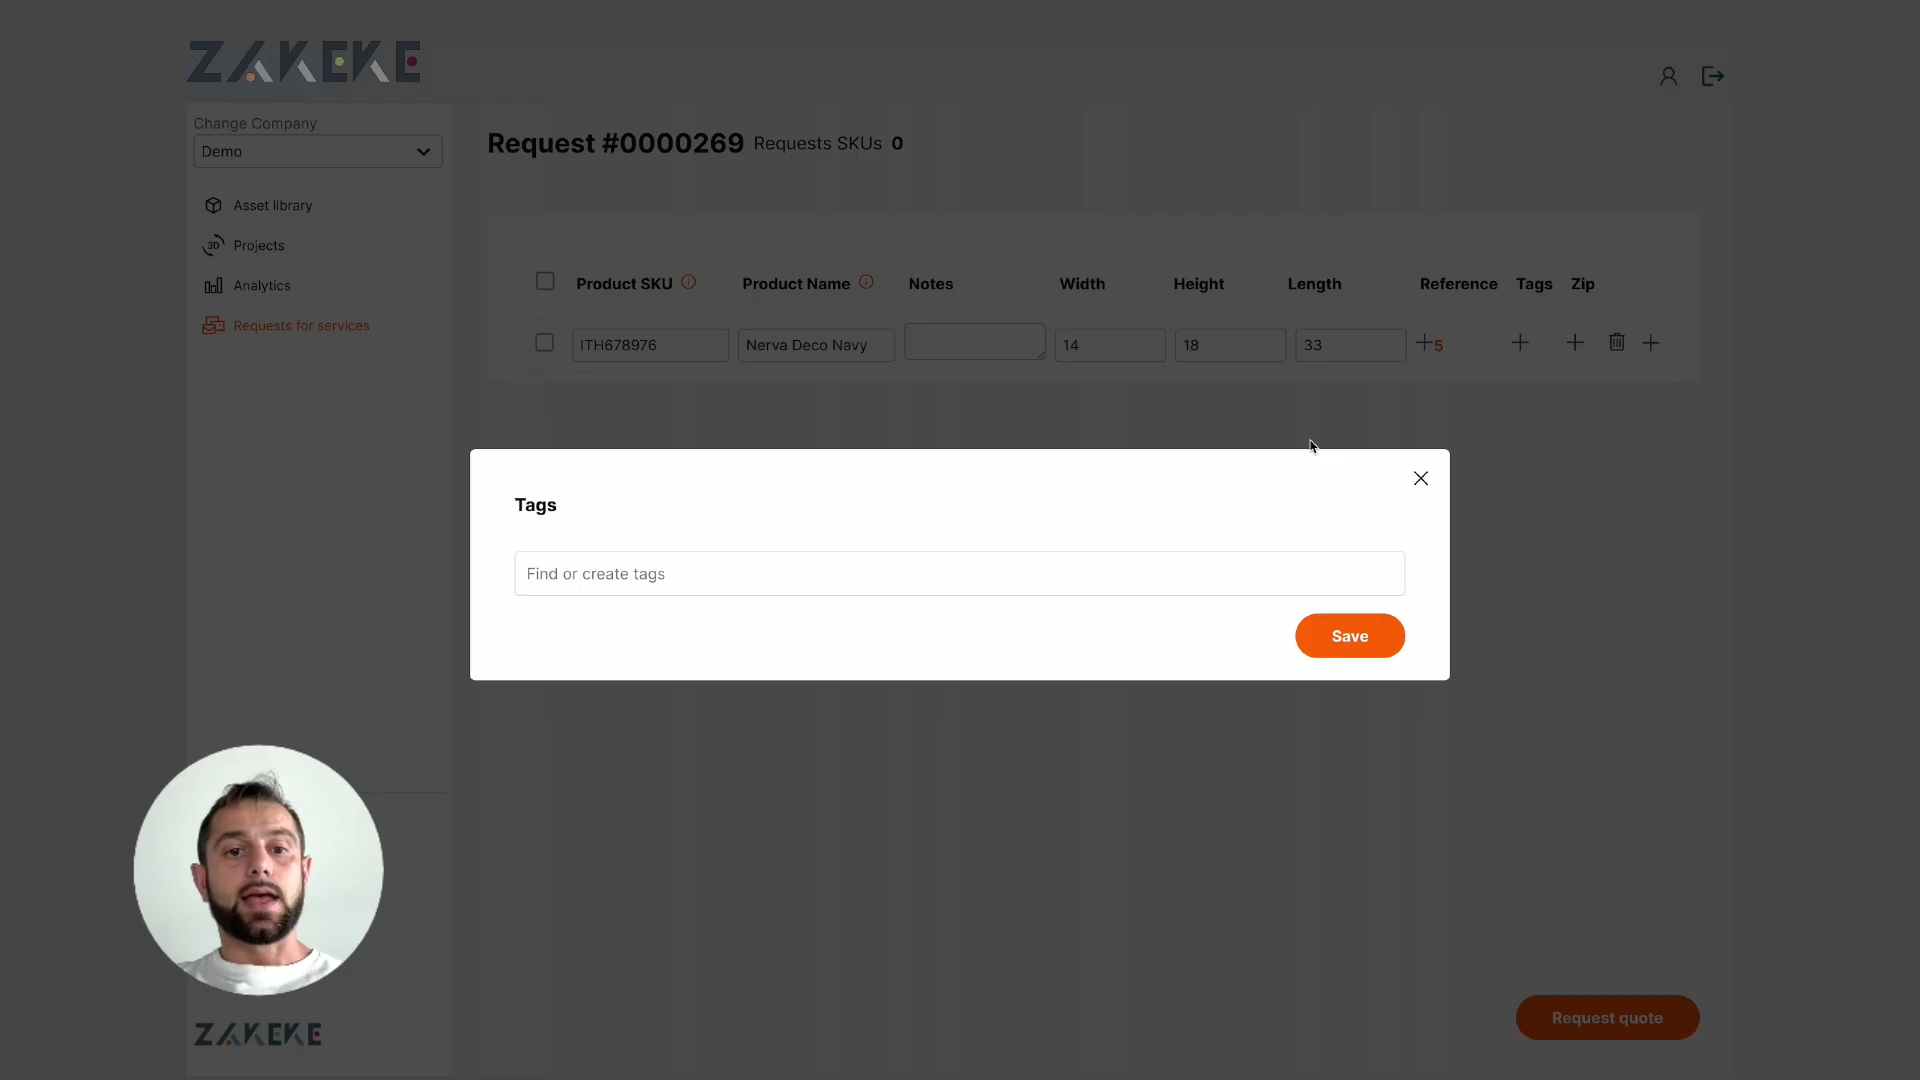 ZAKEKE
Change Company
Demo
Asset library
3D Projects
Analytics
Requests for services
Request #0000269 Requests SKUs 0
Product SKU Product Name Notes Width Height Length Reference Tags Zip
ITH678976 Nerva Deco Navy 14 18 33 +5 + + +
Tags
Find or create tags
Save
Request quote
ZAKEKE